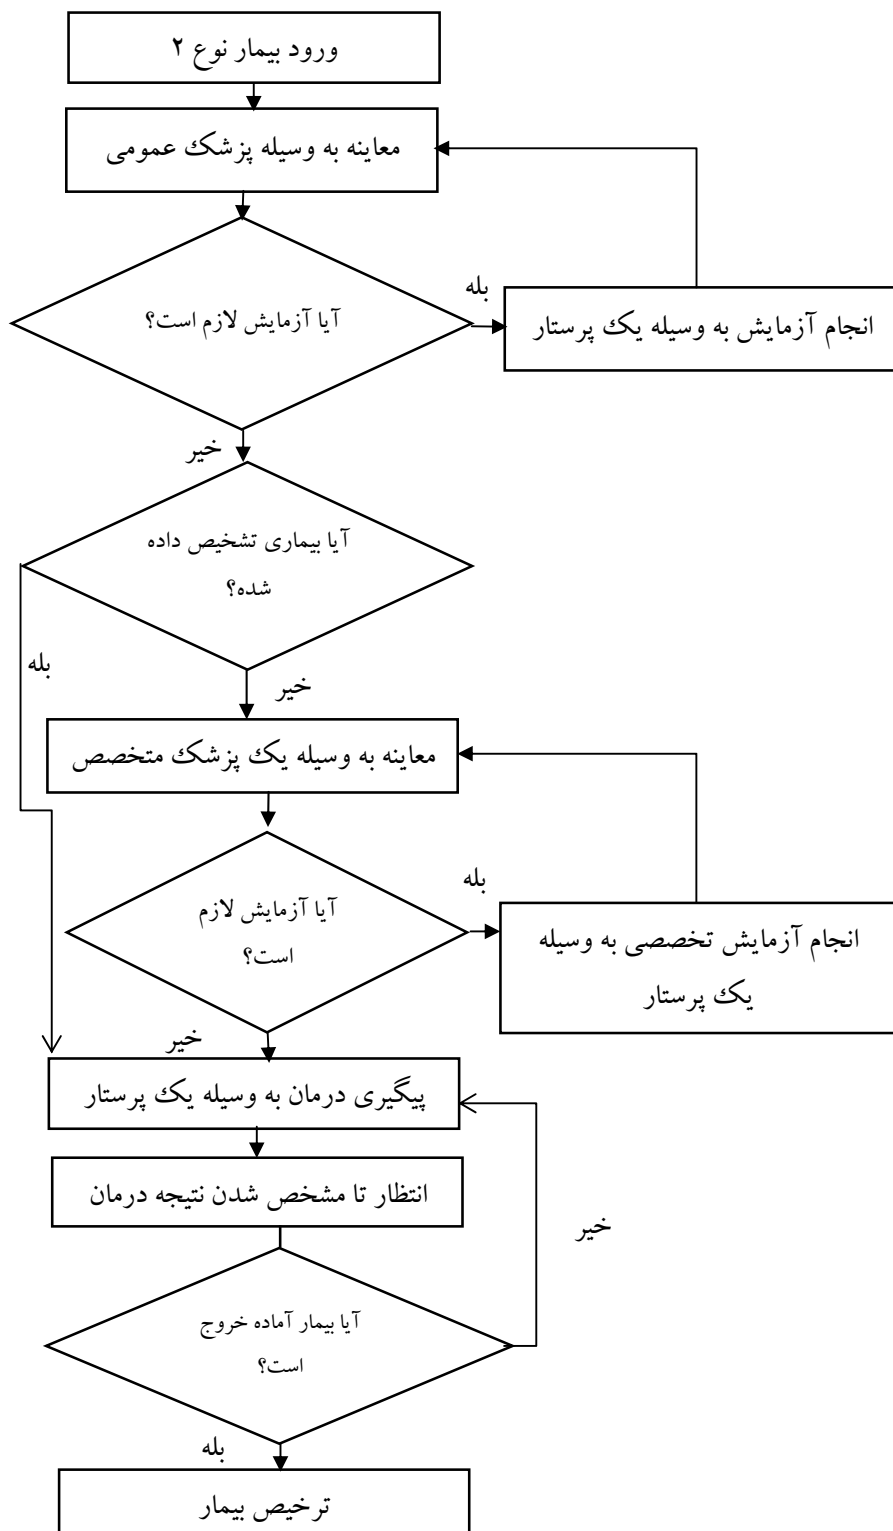 ورود بیمار نوع ۲
معاینه به وسیله پزشک عمومی
آیا آزمایش لازم است؟
بله
انجام آزمایش به وسیله یک پرستار
خیر
آیا بیماری تشخیص داده
شده؟
بله
خیر
معاینه به وسیله یک پزشک متخصص
آیا آزمایش لازم
است؟
بله
انجام آزمایش تخصصی به وسیله
یک پرستار
خیر
پیگیری درمان به وسیله یک پرستار
انتظار تا مشخص شدن نتیجه درمان
خیر
آیا بیمار آماده خروج
است؟
بله
ترخیص بیمار